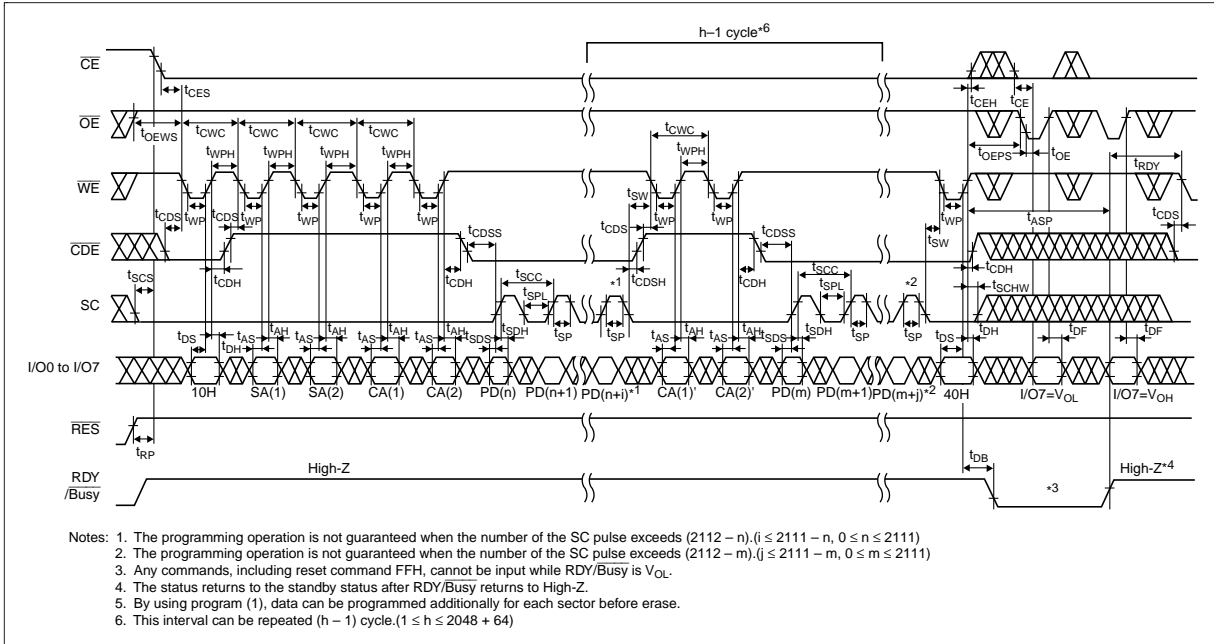 h–1 cycle*6
CE
tCES
tCEH tCE
OE
tOEWS tCWC tCWC tCWC tCWC tCWC
tWPH tWPH tWPH tWPH tWPH
tOEPS tOE
tRDY
WE
tSW
tCDS tWP tCDS tWP tWP tWP tWP tCDS tWP tWP tWP
tSW
tASP
tCDS
CDE
tCDSS tCDSS
tSCS tCDH tCDH tCDSH tCDH tCDH
tSCC tSCC
tSPL tSPL
tSCHW
SC
*1 *2
tSP tSP tSP tSP
tDS tDH tAS tAH tAS tAH tAS tAH tAS tAH tSDS tSDH tAS tAH tAS tAH tSDS tSDH tDS tDH tDF tDF
I/O0 to I/O7
10H SA(1) SA(2) CA(1) CA(2) PD(n) PD(n+1) PD(n+i)*1 CA(1)' CA(2)' PD(m) PD(m+1) PD(m+j)*2 40H I/O7=VOL I/O7=VOH
RES
tRP
tDB
RDY
/Busy
High-Z
*3
High-Z*4
Notes: 1. The programming operation is not guaranteed when the number of the SC pulse exceeds (2112 – n).(i ≤ 2111 – n, 0 ≤ n ≤ 2111)
2. The programming operation is not guaranteed when the number of the SC pulse exceeds (2112 – m).(j ≤ 2111 – m, 0 ≤ m ≤ 2111)
3. Any commands, including reset command FFH, cannot be input while RDY/Busy is VOL.
4. The status returns to the standby status after RDY/Busy returns to High-Z.
5. By using program (1), data can be programmed additionally for each sector before erase.
6. This interval can be repeated (h – 1) cycle.(1 ≤ h ≤ 2048 + 64)